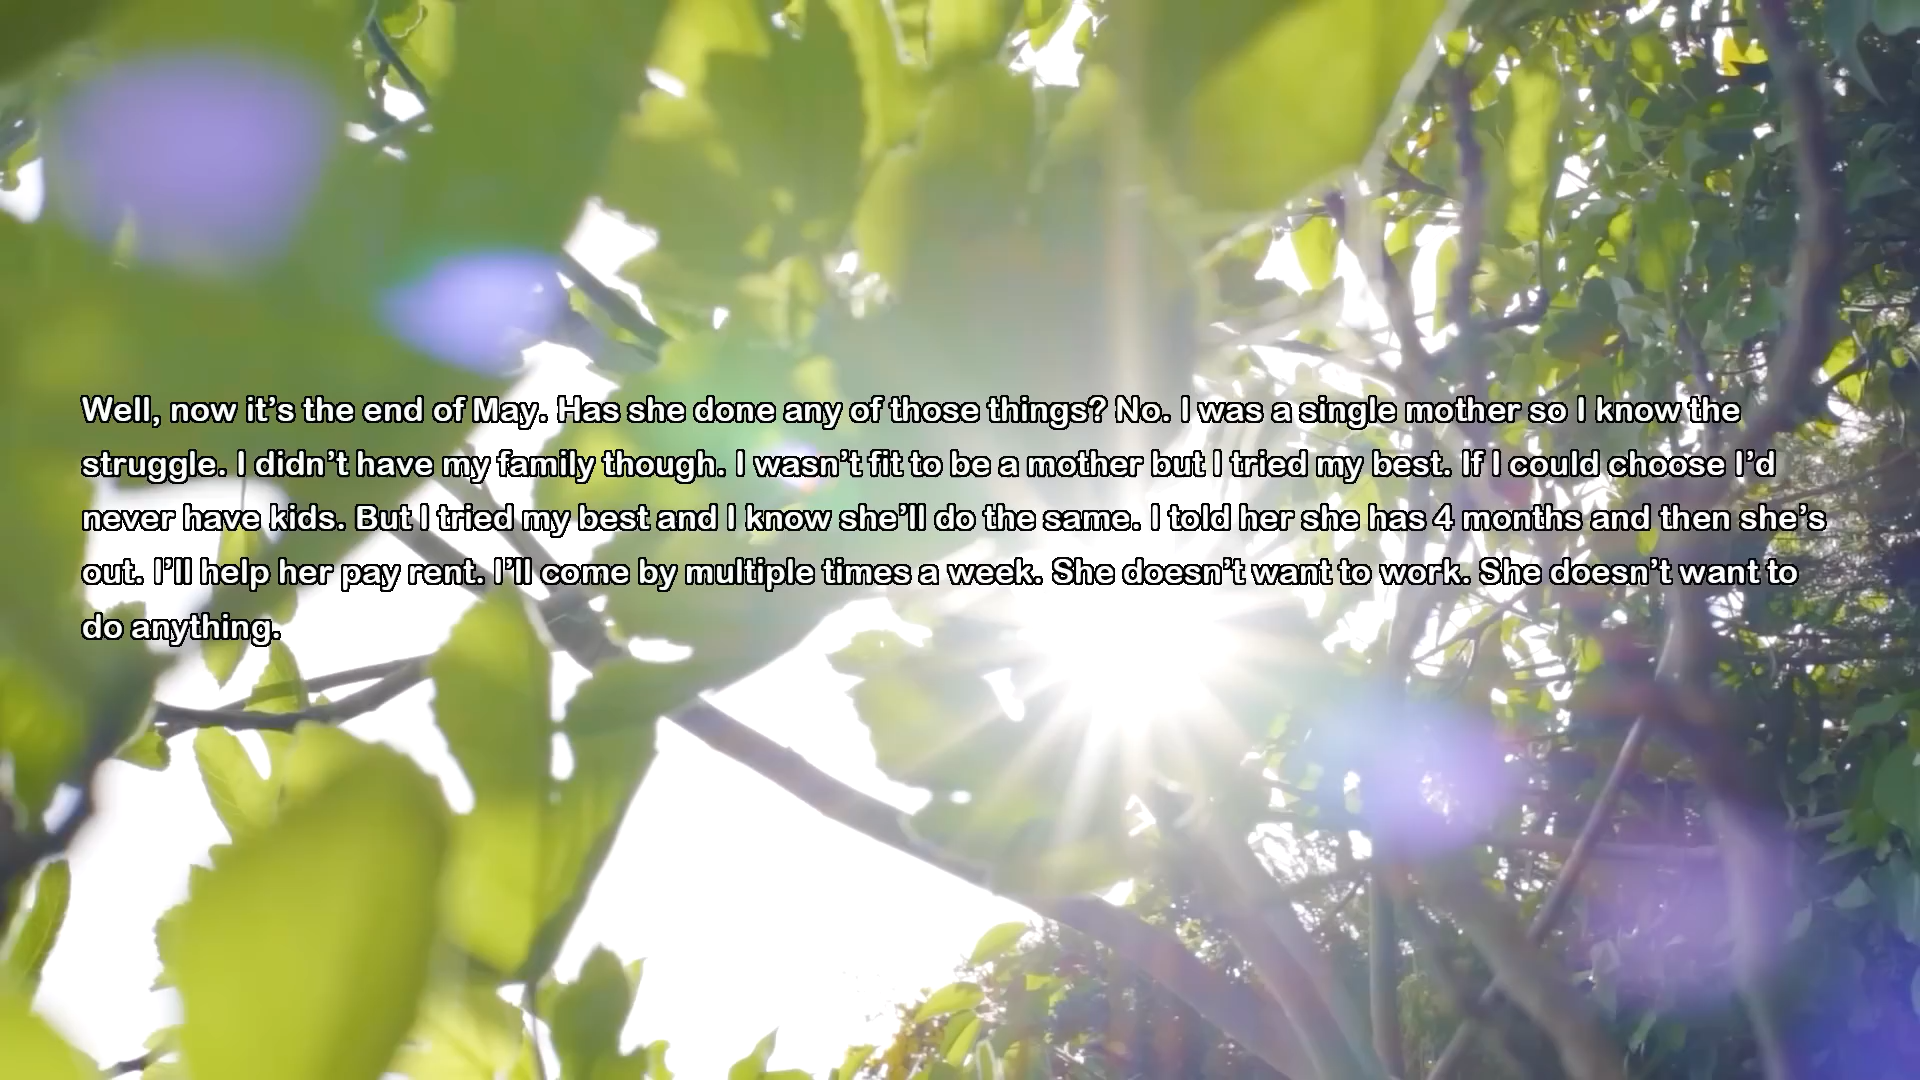 Well, now it’s the end of May. Has she done any of those things? No. I was a single mother so I know the
struggle. I didn’t have my family though. I wasn’t fit to be a mother but I tried my best. If I could choose I’d
never have kids. But I tried my best and I know she’ll do the same. I told her she has 4 months and then she’s
out. I’ll help her pay rent. I’ll come by multiple times a week. She doesn’t want to work. She doesn’t want to
do anything.